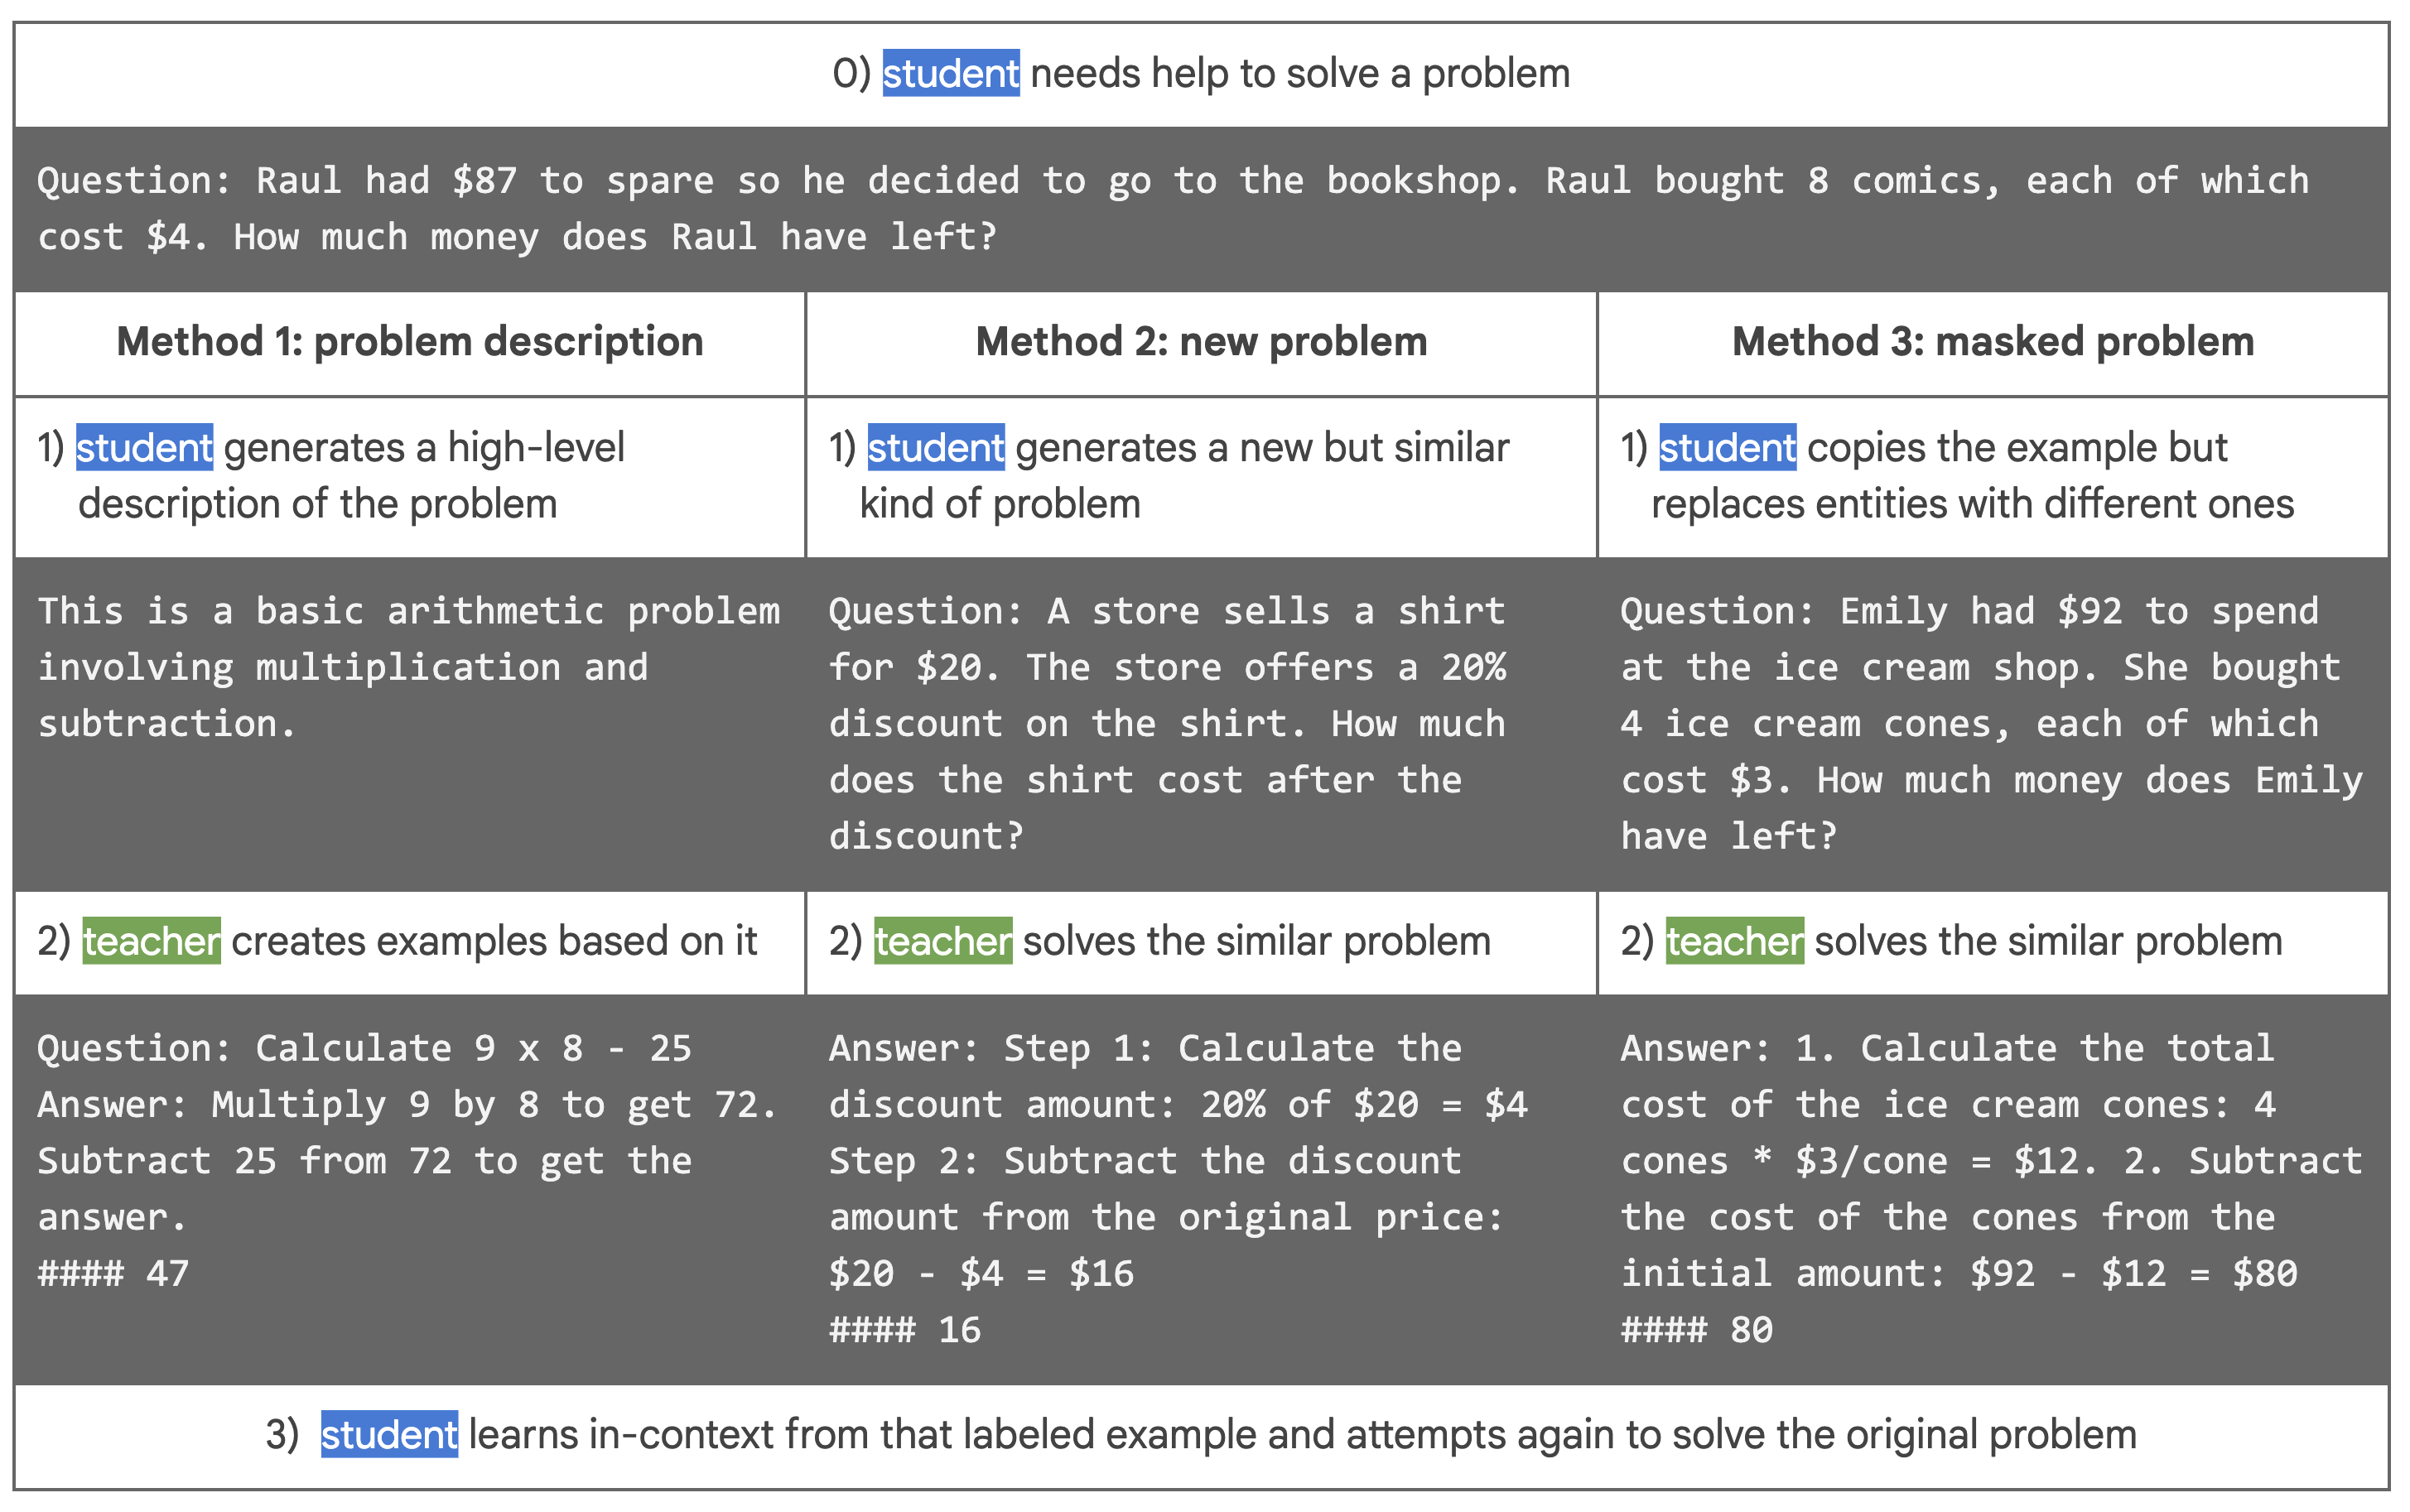 0) student needs help to solve a problem
Question: Raul had $87 to spare so he decided to go to the bookshop. Raul bought 8 comics, each of which
cost $4. How much money does Raul have left?
Method 1: problem description
1) student generates a high-level
description of the problem
This is a basic arithmetic problem
involving multiplication and
subtraction.
2) teacher creates examples based on it
Question: Calculate 9 x 8 - 25
Answer: Multiply 9 by 8 to get 72.
Subtract 25 from 72 to get the
answer.
#### 47
Method 2: new problem
1) student generates a new but similar
kind of problem
Question: A store sells a shirt
for $20. The store offers a 20%
discount on the shirt. How much
does the shirt cost after the
discount?
2) teacher solves the similar problem
Answer: Step 1: Calculate the
discount amount: 20% of $20 = $4
Step 2: Subtract the discount
amount from the original price:
$20 - $4 = $16
#### 16
Method 3: masked problem
1) student copies the example but
replaces entities with different ones
Question: Emily had $92 to spend
at the ice cream shop. She bought
4 ice cream cones, each of which
cost $3. How much money does Emily
have left?
2) teacher solves the similar problem
Answer: 1. Calculate the total
cost of the ice cream cones: 4
cones * $3/cone = $12. 2. Subtract
the cost of the cones from the
initial amount: $92 - $12 = $80
#### 80
3) student learns in-context from that labeled example and attempts again to solve the original problem